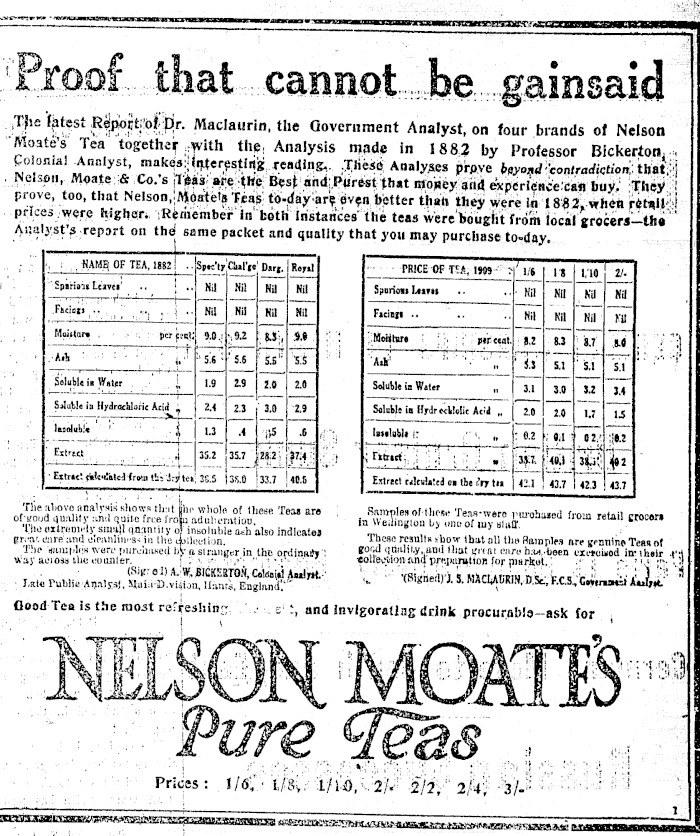 Proof that cannot be gainsaid
The latest Report of Dr. Maclaurin, the Government Analyst, on four brands of Nelson
Moate's Tea together with the Analysis made in 1882 by Professor Bickerton,
Colonial Analyst, makes interesting reading. These Analyses prove beyond contradiction that
Nelson, Moate & Co.'s Teas are the Best and Purest that money and experience can buy. They
prove, too, that Nelson, Moate's Teas to-day are even better than they were in 1882, when retail
prices were higher. Remember in both instances the teas were bought from local grocers—the
Analyst's report on the same packet and quality that you may purchase to-day.
NAME OF TEA, 1882 .. Spec'ty Chal'ge Darg. Royal
Spurious Leaves .. .. Nil Nil Nil Nil
Facings .. .. Nil Nil Nil Nil
Moisture per cent. 9.0 9.2 8.3
Ash " 5.6 5.6 5.5 5.5
Soluble in Water " 1.9 2.9 2.0 2.0
Soluble in Hydrochloric Acid " 2.4 2.3 3.0 2.9
Insoluble " 1.3 .4 .5 .6
Extract " 35.2 35.7 28.2 37.4
Extract calculated from the dry tea 38.0 33.7 40.5
PRICE OF TEA, 1909 1/6 1/8 1/10 2/-
Spurious Leaves .. Nil Nil Nil Nil
Facings .. .. Nil Nil Nil Nil
Moisture per cent. 8.2 8.3 8.7 8.0
Ash " 5.3 5.1 5.1 5.1
Soluble in Water " 3.1 3.0 3.2 3.4
Soluble in Hydrochlolic Acid " 2.0 2.0 1.7 1.5
Insoluble " 0.2 0.1 0.2 0.2
Extract " 38.7 40.1 40.2
Extract calculated on the dry tea 42.1 43.7 42.3 43.7
The above analysis shows that the whole of these Teas are
of good quality and quite free from adulteration.
The extremely small quantity of insoluble ash also indicates
great care and cleanliness in the collection.
The samples were purchased by a stranger in the ordinary
way across the counter.
(Signed) A. W. BICKERTON, Colonial Analyst.
Late Public Analyst, Main Division, Hants, England.
Samples of these Teas were purchased from retail grocers
in Wellington by one of my staff.
These results show that all the Samples are genuine Teas of
good quality, and that great care has been exercised in their
collection and preparation for market.
(Signed) J. S. MACLAURIN, D.Sc., F.C.S., Government Analyst.
Good Tea is the most refreshing, and invigorating drink procurable—ask for
NELSON MOATE'S
Pure Teas
Prices: 1/6, 1/8, 1/10, 2/- 2/2, 2/4, 3/-
1